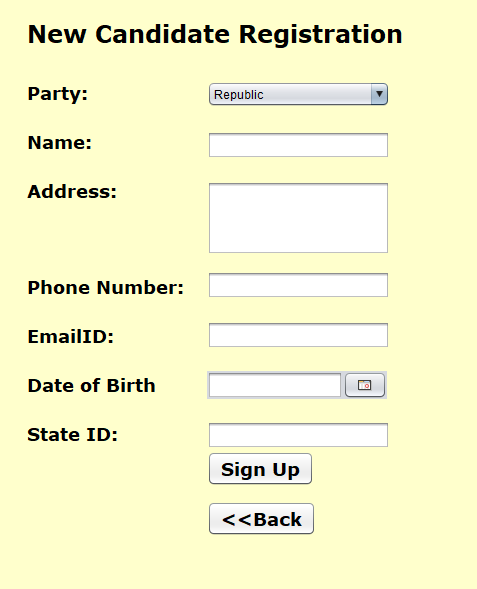 New Candidate Registration
Party:
Republic
Name:
Address:
Phone Number:
EmailID:
Date of Birth
State ID:
Sign Up
<<Back